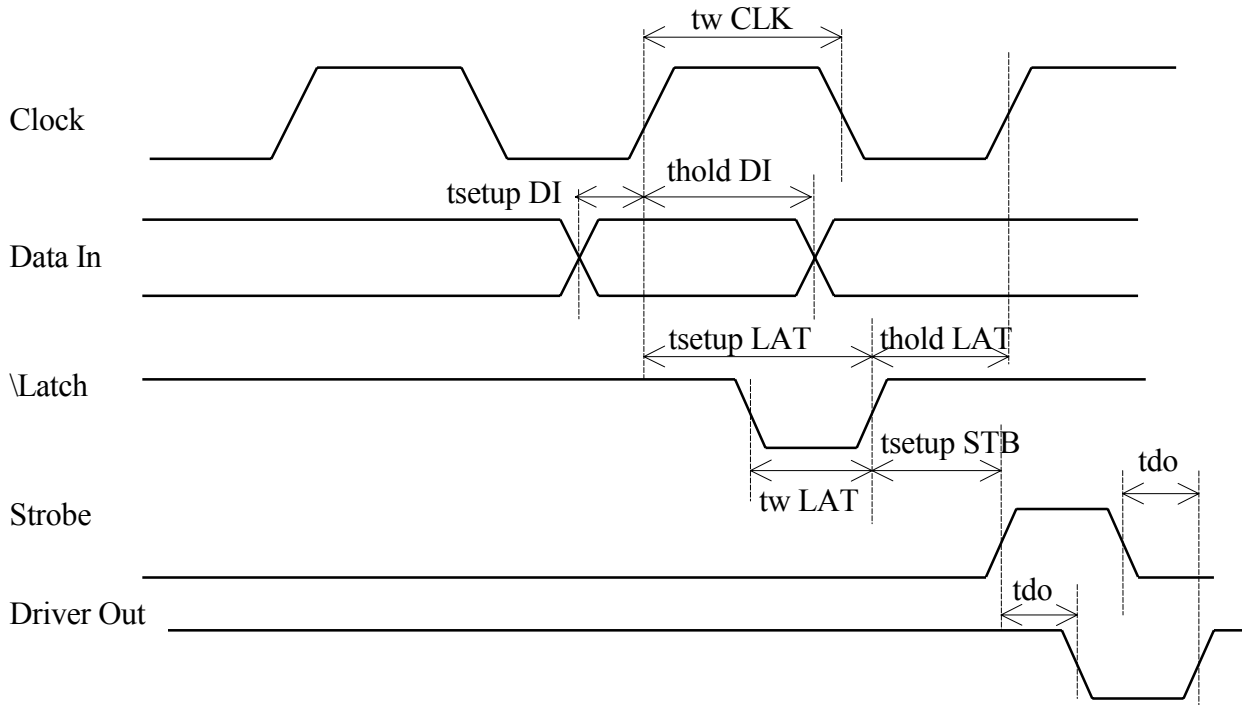 tw CLK
Clock
thold DI
tsetup DI
Data In
tsetup LAT
thold LAT
\Latch
tsetup STB
tdo
tw LAT
Strobe
tdo
Driver Out